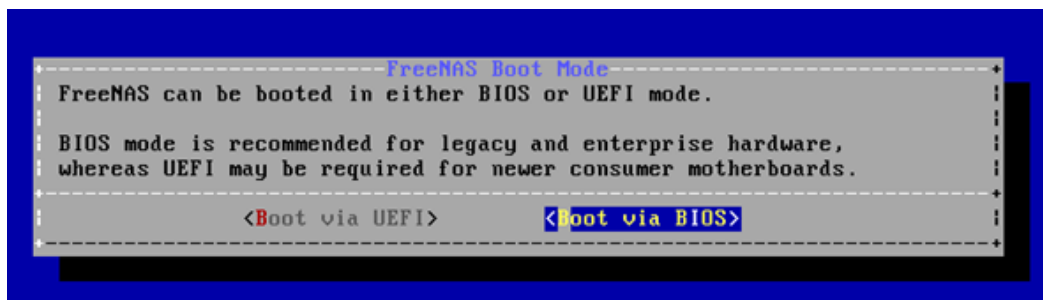 FreeNAS Boot Mode
FreeNAS can be booted in either BIOS or UEFI mode.
BIOS mode is recommended for legacy and enterprise hardware,
whereas UEFI may be required for newer consumer motherboards.
<Boot via UEFI> <Boot via BIOS>